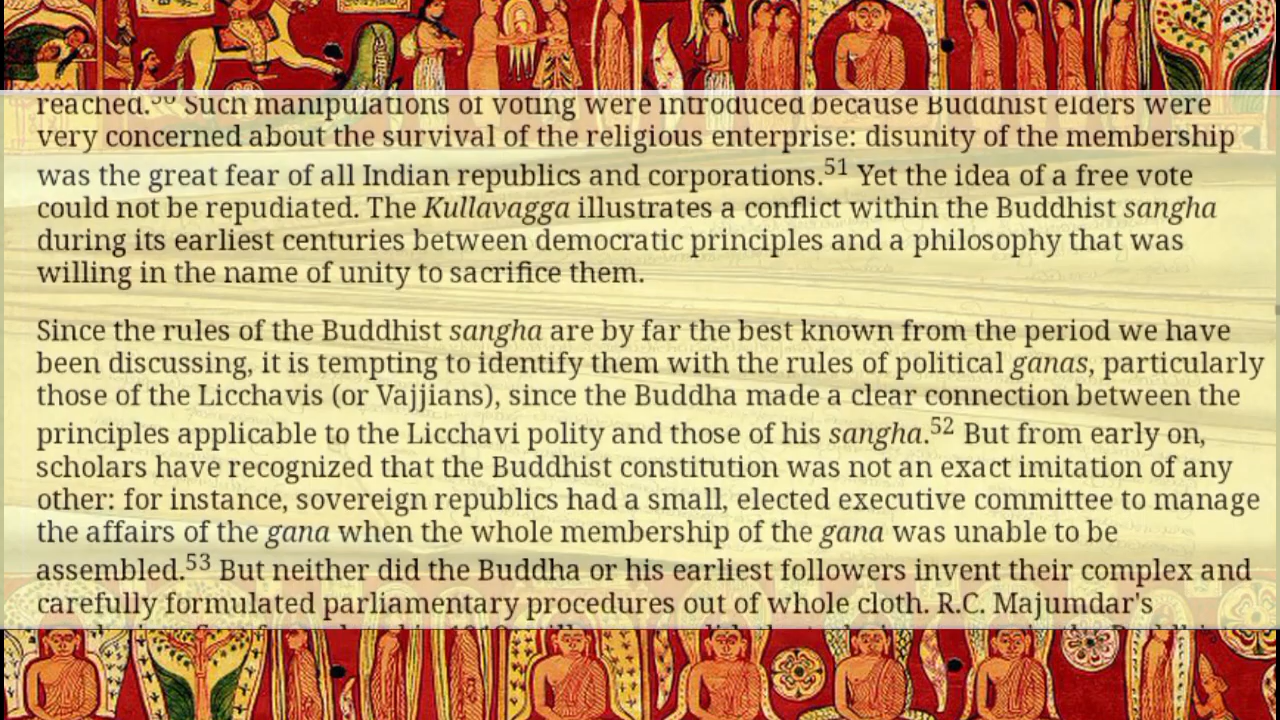 reached.50 Such manipulations of voting were introduced because Buddhist elders were
very concerned about the survival of the religious enterprise: disunity of the membership
was the great fear of all Indian republics and corporations.51 Yet the idea of a free vote
could not be repudiated. The Kullavagga illustrates a conflict within the Buddhist sangha
during its earliest centuries between democratic principles and a philosophy that was
willing in the name of unity to sacrifice them.
Since the rules of the Buddhist sangha are by far the best known from the period we have
been discussing, it is tempting to identify them with the rules of political ganas, particularly
those of the Licchavis (or Vajjians), since the Buddha made a clear connection between the
principles applicable to the Licchavi polity and those of his sangha.52 But from early on,
scholars have recognized that the Buddhist constitution was not an exact imitation of any
other: for instance, sovereign republics had a small, elected executive committee to manage
the affairs of the gana when the whole membership of the gana was unable to be
assembled.53 But neither did the Buddha or his earliest followers invent their complex and
carefully formulated parliamentary procedures out of whole cloth. R.C. Majumdar's